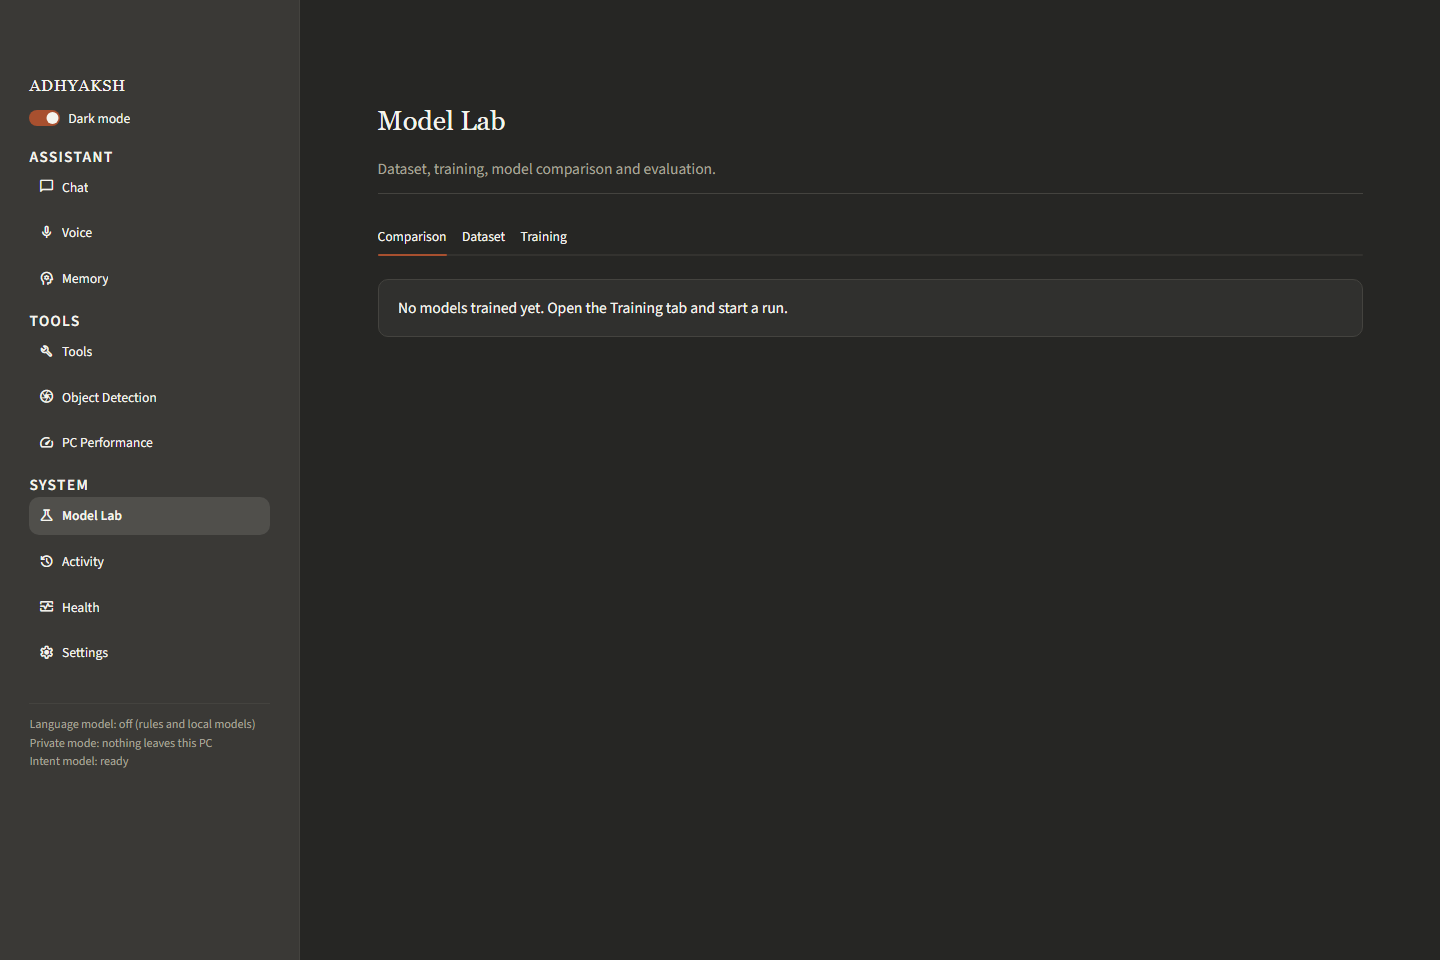 ADHYAKSH
Dark mode
ASSISTANT
Chat
Voice
Memory
TOOLS
Tools
Object Detection
PC Performance
SYSTEM
Model Lab
Activity
Health
Settings
Language model: off (rules and local models)
Private mode: nothing leaves this PC
Intent model: ready
Model Lab
Dataset, training, model comparison and evaluation.
Comparison Dataset Training
No models trained yet. Open the Training tab and start a run.